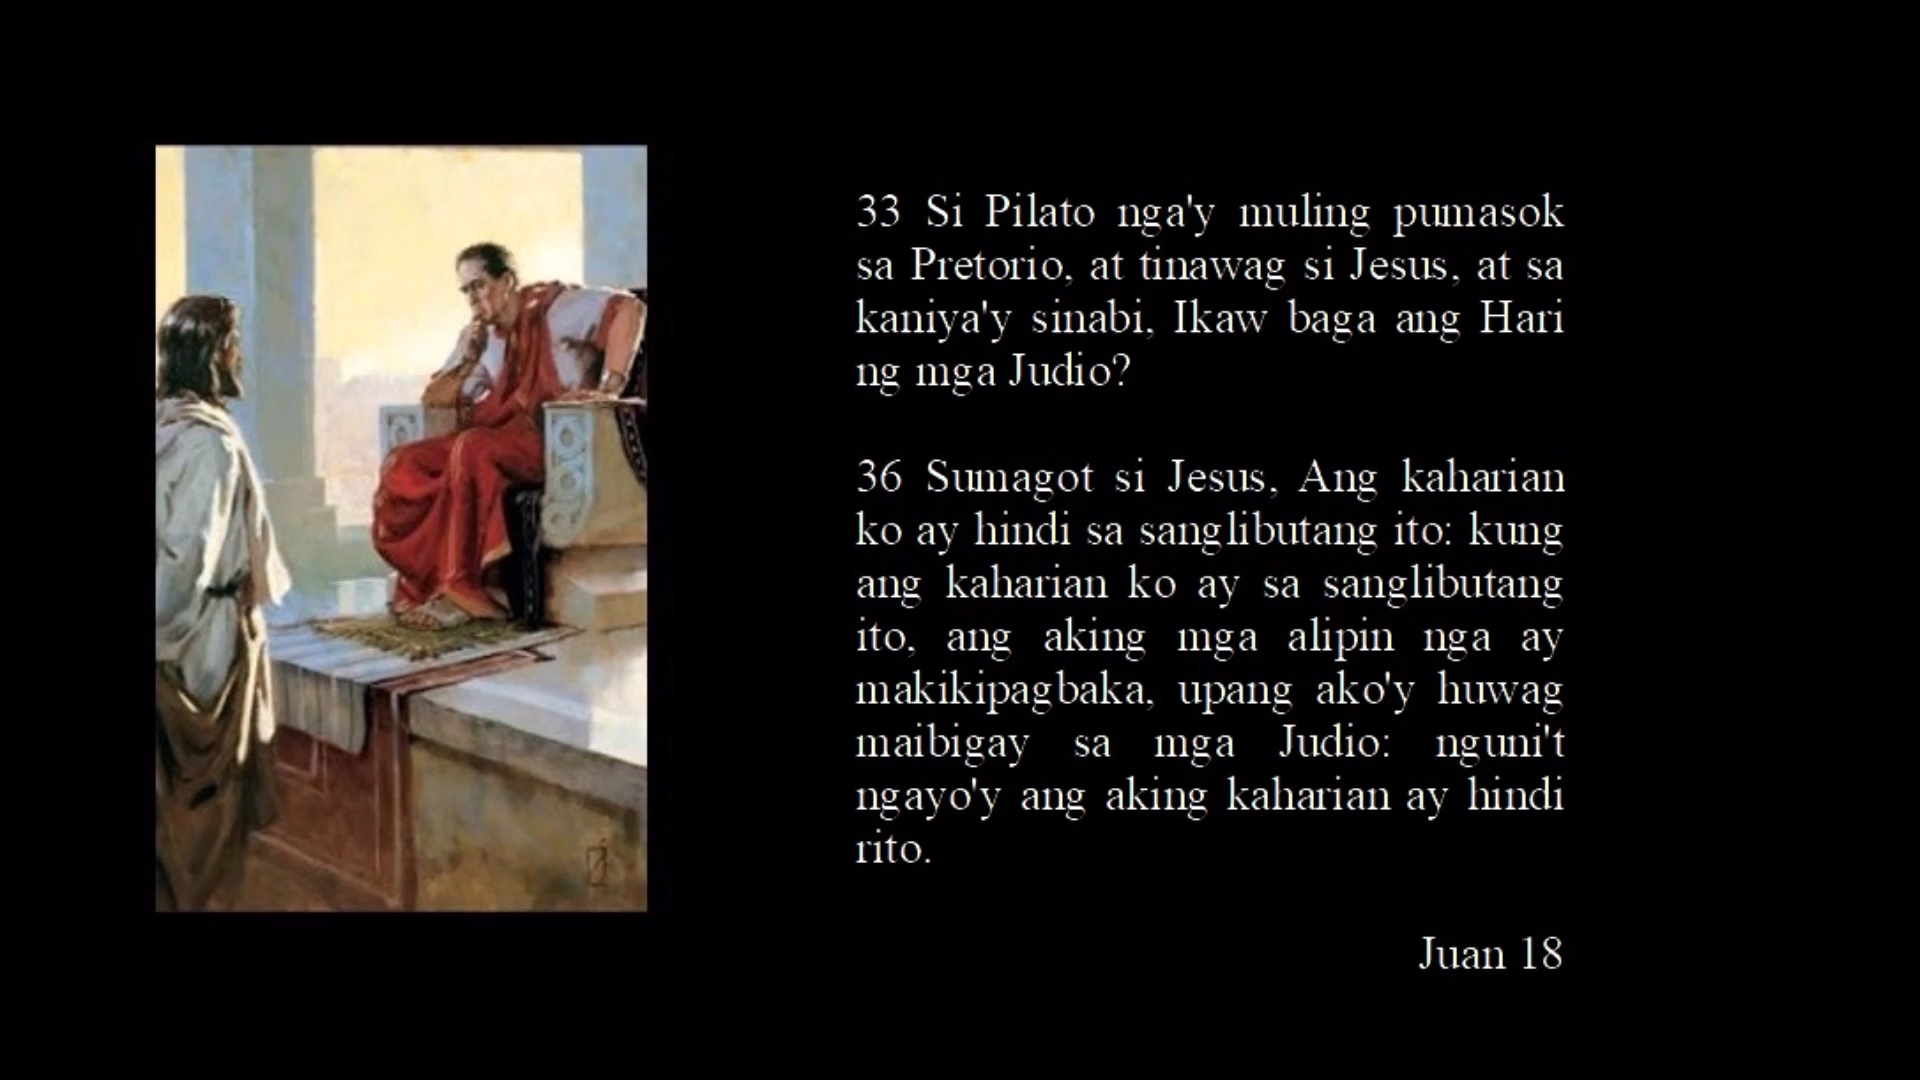 33 Si Pilato nga'y muling pumasok
sa Pretorio, at tinawag si Jesus, at sa
kaniya'y sinabi, Ikaw baga ang Hari
ng mga Judio?
36 Sumagot si Jesus, Ang kaharian
ko ay hindi sa sanglibutang ito: kung
ang kaharian ko ay sa sanglibutang
ito, ang aking mga alipin nga ay
makikipagbaka, upang ako'y huwag
maibigay sa mga Judio: nguni't
ngayo'y ang aking kaharian ay hindi
rito.
Juan 18